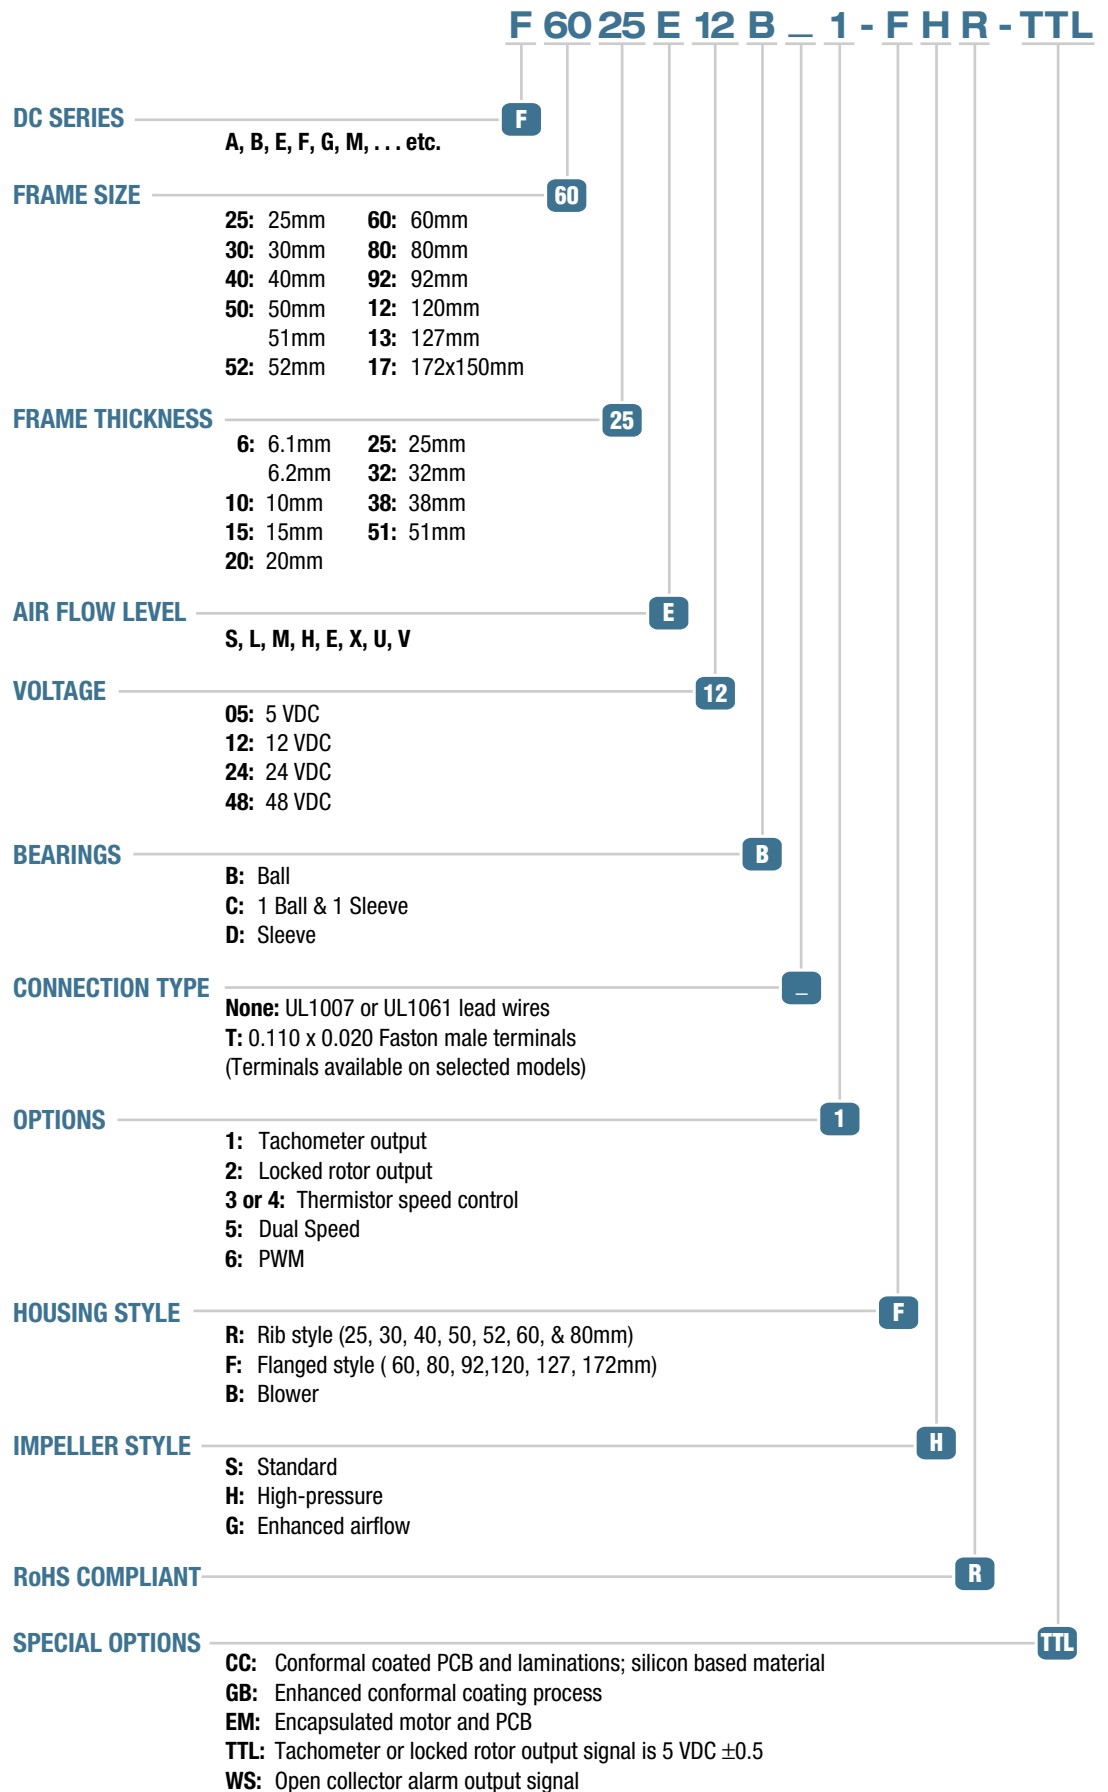 F 60 25 E 12 B _ 1 - F H R - TTL
DC SERIES F
A, B, E, F, G, M, . . . etc.
FRAME SIZE 60
25: 25mm 60: 60mm
30: 30mm 80: 80mm
40: 40mm 92: 92mm
50: 50mm 12: 120mm
51mm 13: 127mm
52: 52mm 17: 172x150mm
FRAME THICKNESS 25
6: 6.1mm 25: 25mm
6.2mm 32: 32mm
10: 10mm 38: 38mm
15: 15mm 51: 51mm
20: 20mm
AIR FLOW LEVEL E
S, L, M, H, E, X, U, V
VOLTAGE 12
05: 5 VDC
12: 12 VDC
24: 24 VDC
48: 48 VDC
BEARINGS B
B: Ball
C: 1 Ball & 1 Sleeve
D: Sleeve
CONNECTION TYPE _
None: UL1007 or UL1061 lead wires
T: 0.110 x 0.020 Faston male terminals
(Terminals available on selected models)
OPTIONS 1
1: Tachometer output
2: Locked rotor output
3 or 4: Thermistor speed control
5: Dual Speed
6: PWM
HOUSING STYLE F
R: Rib style (25, 30, 40, 50, 52, 60, & 80mm)
F: Flanged style ( 60, 80, 92,120, 127, 172mm)
B: Blower
IMPELLER STYLE H
S: Standard
H: High-pressure
G: Enhanced airflow
RoHS COMPLIANT R
SPECIAL OPTIONS TTL
CC: Conformal coated PCB and laminations; silicon based material
GB: Enhanced conformal coating process
EM: Encapsulated motor and PCB
TTL: Tachometer or locked rotor output signal is 5 VDC ±0.5
WS: Open collector alarm output signal